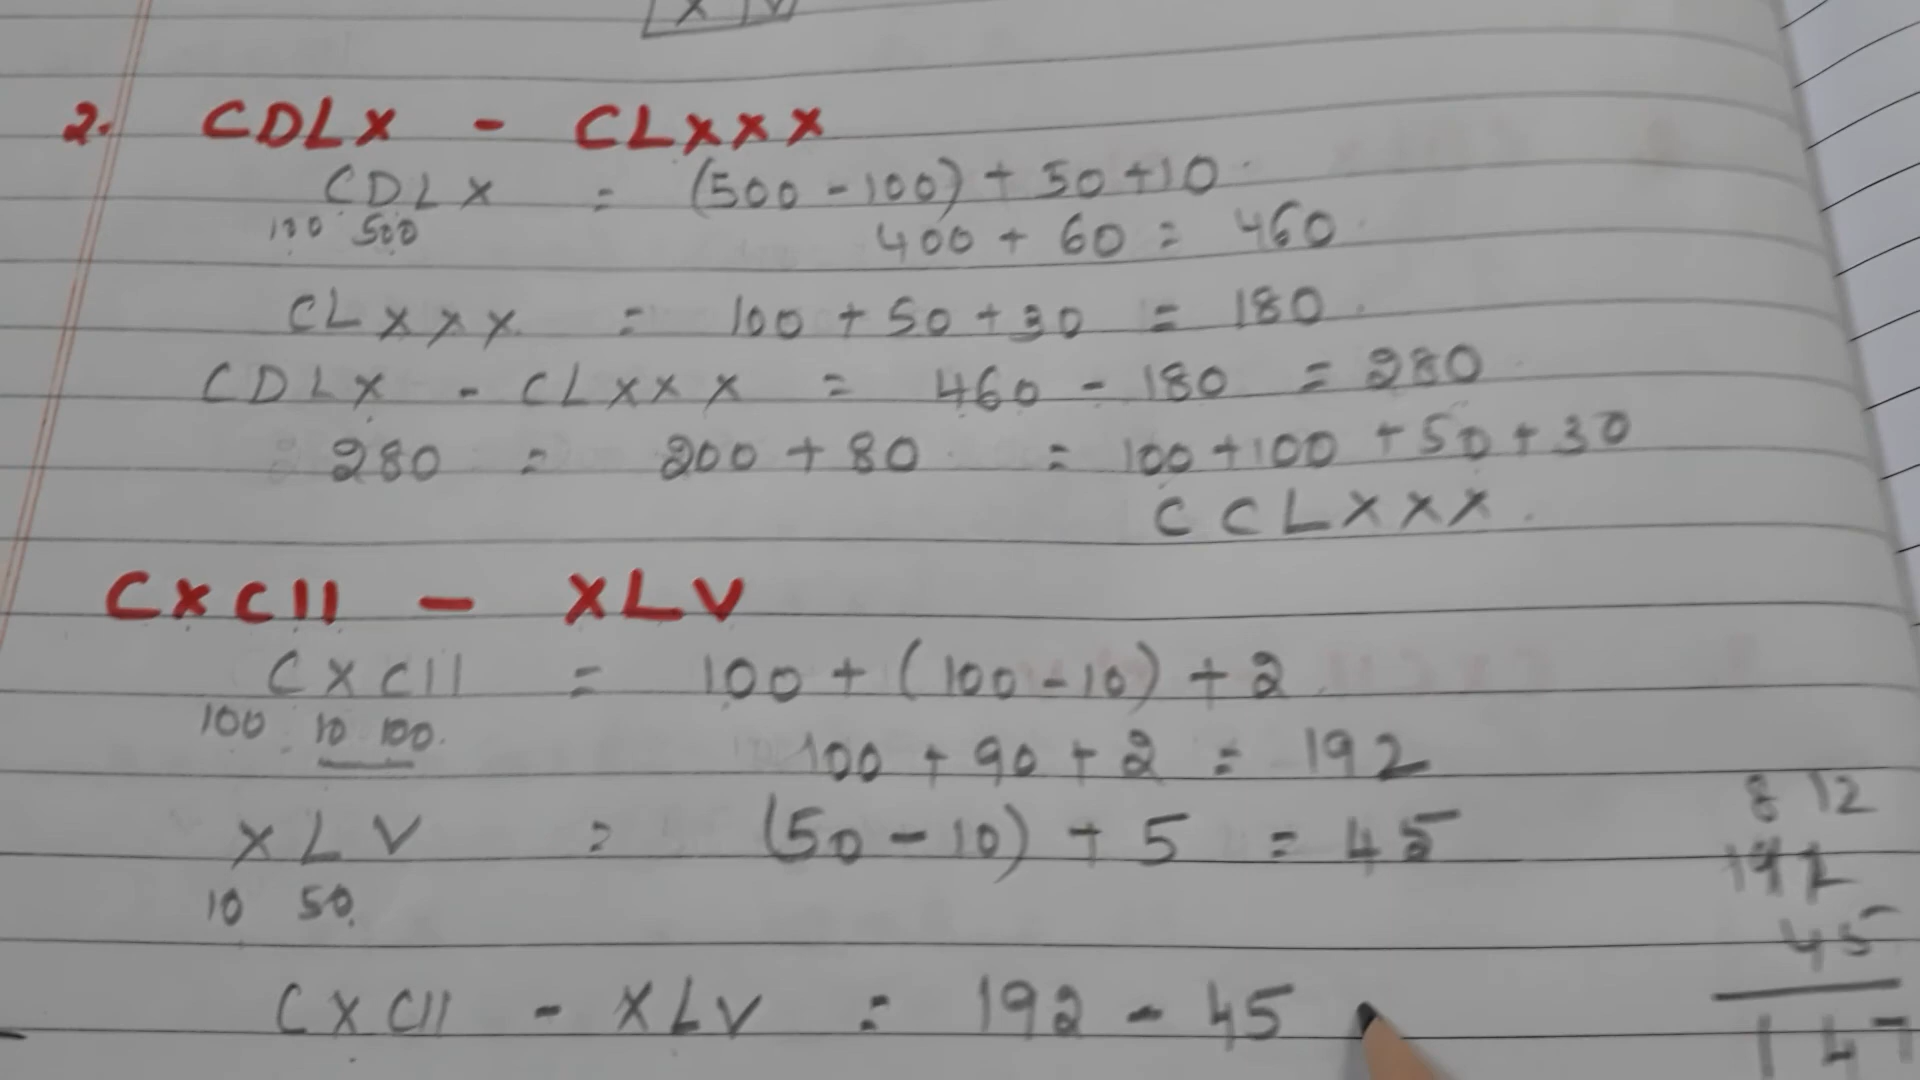 X IV
2. CDLX - CLXXX
CDLX = (500 - 100) + 50 + 10
100 500
400 + 60 = 460
CLXXX = 100 + 50 + 30 = 180
CDLX - CLXXX = 460 - 180 = 280
280 = 200 + 80 = 100 + 100 + 50 + 30
CCLXXX
CXCII - XLV
CXCII = 100 + (100 - 10) + 2
100 10 100
100 + 90 + 2 = 192
XLV = (50 - 10) + 5 = 45
10 50
CXCII - XLV = 192 - 45
8 12
192
45
147